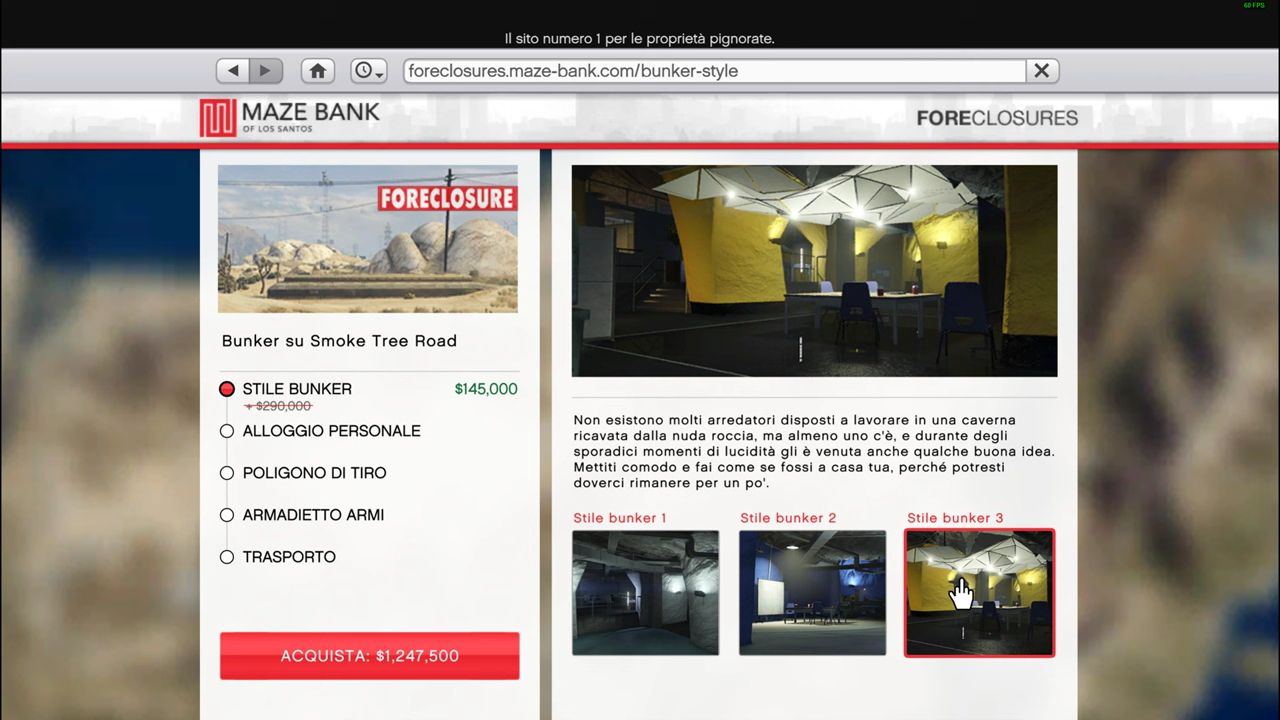 60 FPS
Il sito numero 1 per le proprietà pignorate.
foreclosures.maze-bank.com/bunker-style
MAZE BANK
OF LOS SANTOS
FORECLOSURES
FORECLOSURE
Bunker su Smoke Tree Road
STILE BUNKER $145,000
+ $290,000
ALLOGGIO PERSONALE
POLIGONO DI TIRO
ARMADIETTO ARMI
TRASPORTO
ACQUISTA: $1,247,500
Non esistono molti arredatori disposti a lavorare in una caverna
ricavata dalla nuda roccia, ma almeno uno c'è, e durante degli
sporadici momenti di lucidità gli è venuta anche qualche buona idea.
Mettiti comodo e fai come se fossi a casa tua, perché potresti
doverci rimanere per un po'.
Stile bunker 1 Stile bunker 2 Stile bunker 3